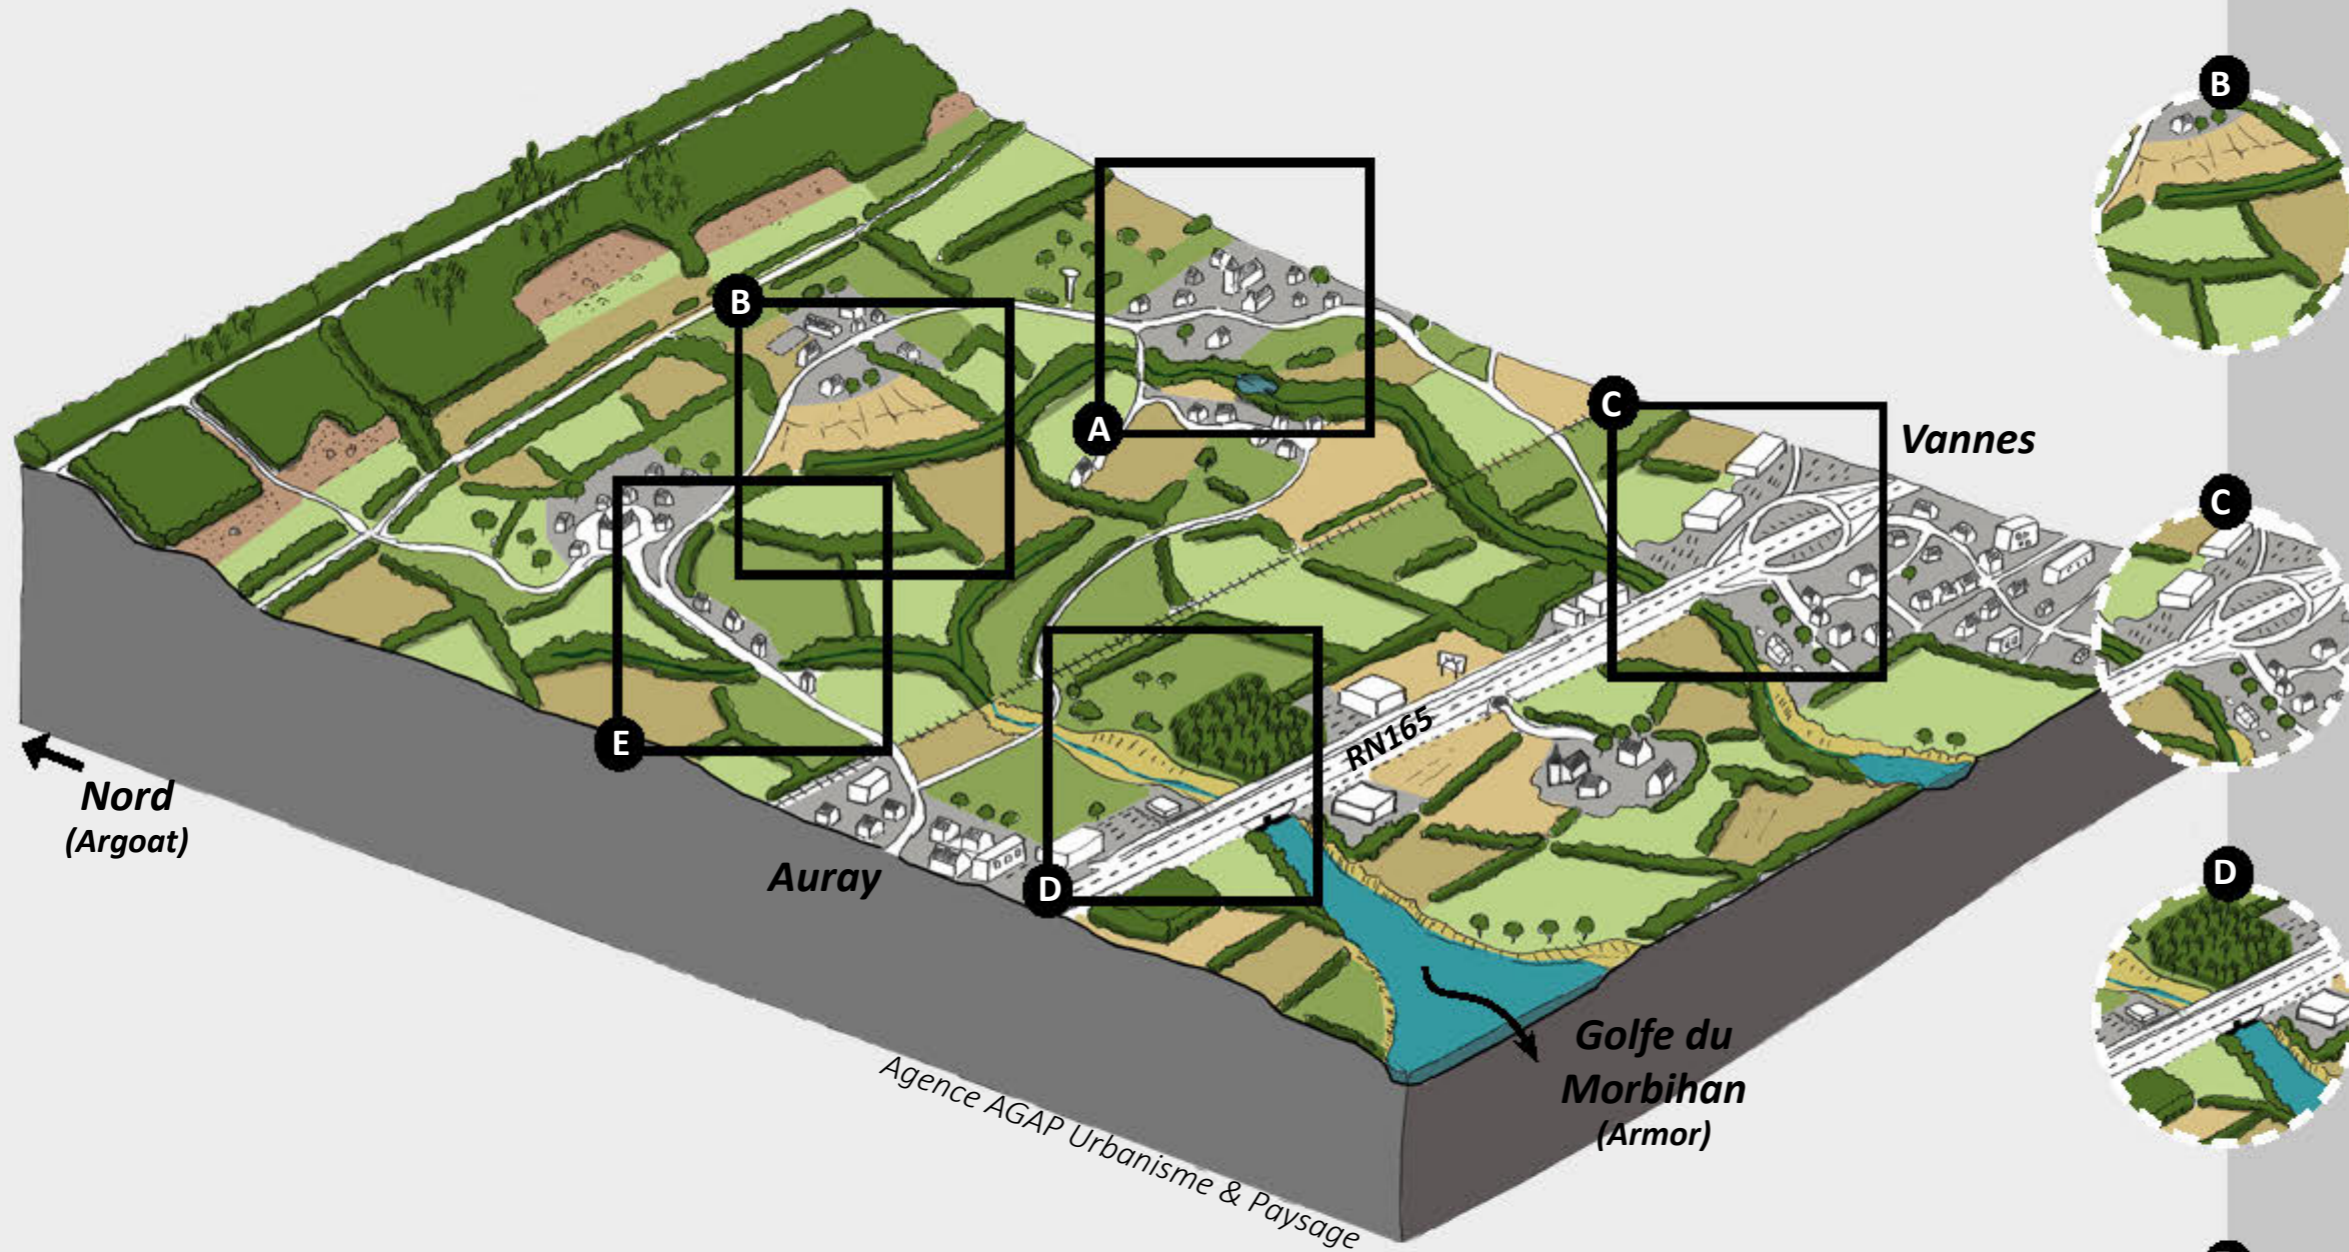 B
B
A
C
Vannes
C
E
Nord
(Argoat)
RN165
Auray
D
D
Golfe du
Morbihan
(Armor)
Agence AGAP Urbanisme & Paysage